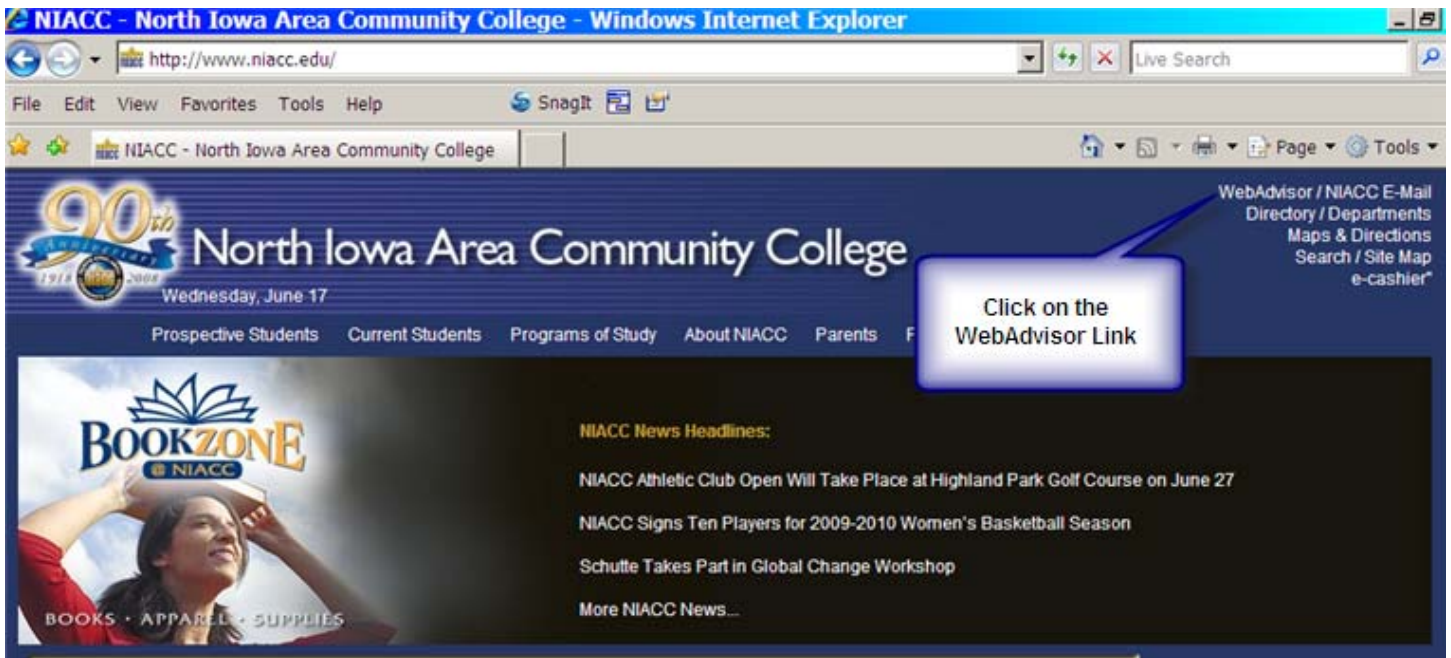 NIACC - North Iowa Area Community College - Windows Internet Explorer
http://www.niacc.edu/
Live Search
File Edit View Favorites Tools Help SnagIt
NIACC - North Iowa Area Community College
Page Tools
WebAdvisor / NIACC E-Mail
Directory / Departments
Maps & Directions
Search / Site Map
e-cashier"
90th
Anniversary
1918 2008
North Iowa Area Community College
Wednesday, June 17
Click on the
WebAdvisor Link
Prospective Students Current Students Programs of Study About NIACC Parents
BOOKZONE
@ NIACC
BOOKS · APPAREL · SUPPLIES
NIACC News Headlines:
NIACC Athletic Club Open Will Take Place at Highland Park Golf Course on June 27
NIACC Signs Ten Players for 2009-2010 Women's Basketball Season
Schutte Takes Part in Global Change Workshop
More NIACC News...